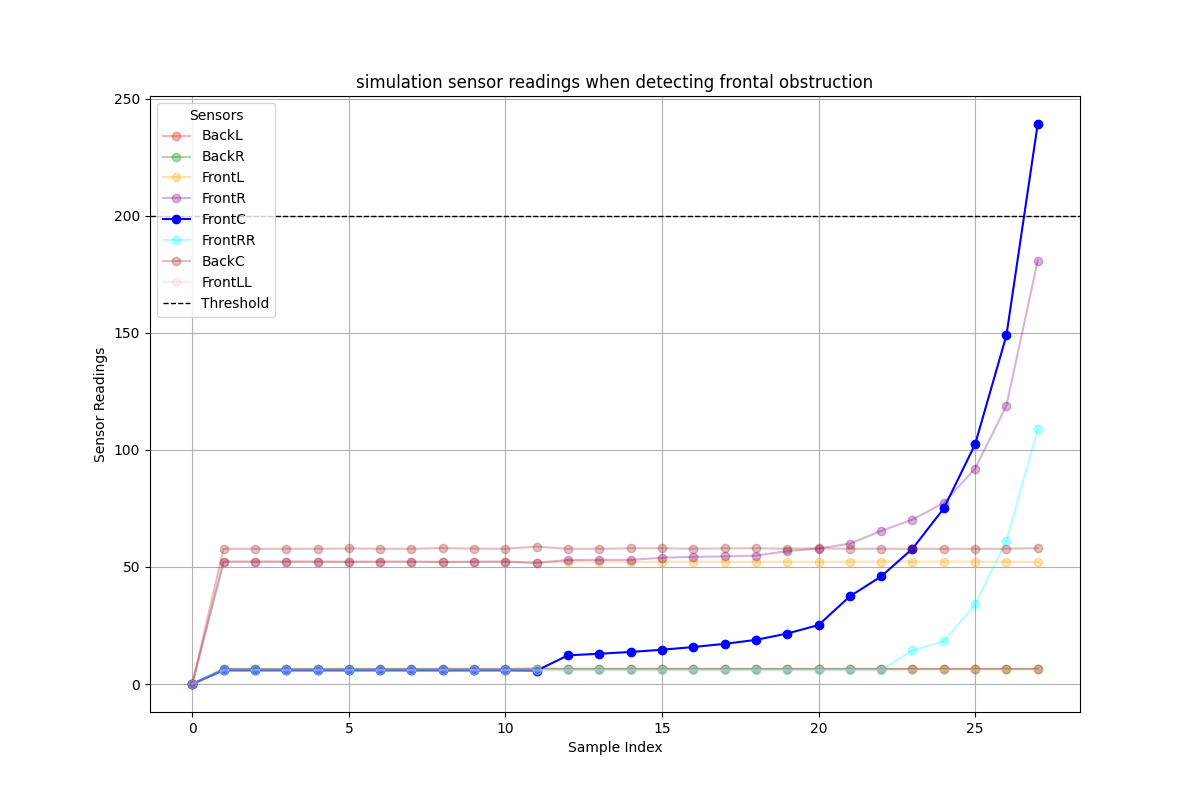 simulation sensor readings when detecting frontal obstruction
250
200
150
100
50
0
Sensor Readings
Sensors
BackL
BackR
FrontL
FrontR
FrontC
FrontRR
BackC
FrontLL
Threshold
0 5 10 15 20 25
Sample Index